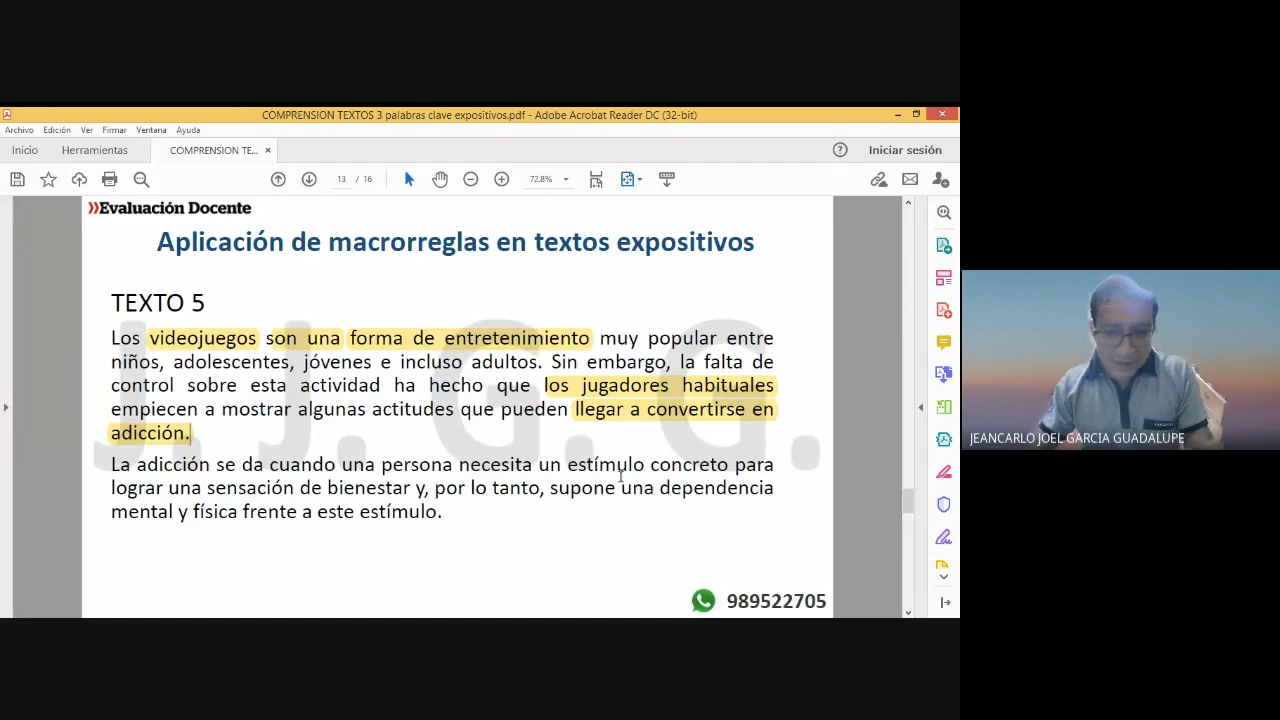 COMPRENSION TEXTOS 3 palabras clave expositivos.pdf - Adobe Acrobat Reader DC (32-bit)
Archivo Edición Ver Firmar Ventana Ayuda
Inicio Herramientas COMPRENSION TE... × Iniciar sesión
13 / 16 72.8%
»Evaluación Docente
Aplicación de macrorreglas en textos expositivos
TEXTO 5
Los videojuegos son una forma de entretenimiento muy popular entre
niños, adolescentes, jóvenes e incluso adultos. Sin embargo, la falta de
control sobre esta actividad ha hecho que los jugadores habituales
empiecen a mostrar algunas actitudes que pueden llegar a convertirse en
adicción.
La adicción se da cuando una persona necesita un estímulo concreto para
lograr una sensación de bienestar y, por lo tanto, supone una dependencia
mental y física frente a este estímulo.
J. J. G. G.
989522705
JEANCARLO JOEL GARCIA GUADALUPE